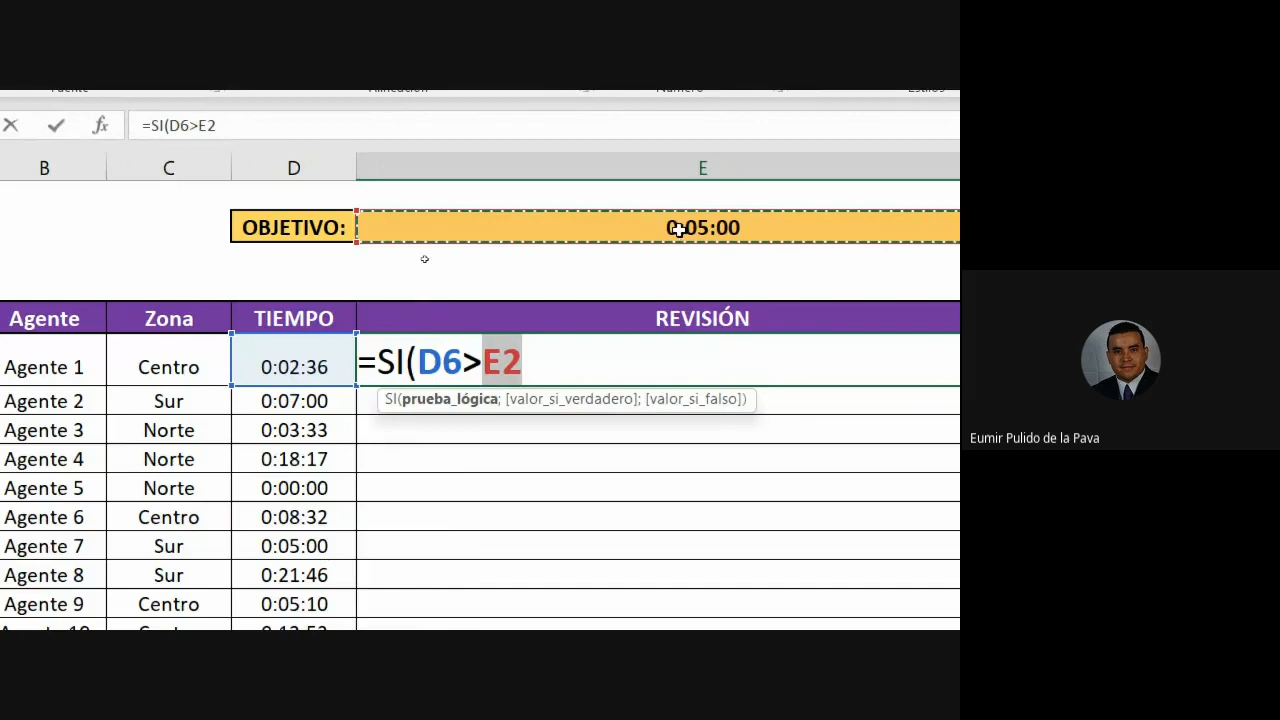 =SI(D6>E2
B C D E
OBJETIVO: 0:05:00
Agente Zona TIEMPO REVISIÓN
Agente 1 Centro 0:02:36 =SI(D6>E2
SI(prueba_lógica; [valor_si_verdadero]; [valor_si_falso])
Agente 2 Sur 0:07:00
Agente 3 Norte 0:03:33
Agente 4 Norte 0:18:17
Agente 5 Norte 0:00:00
Agente 6 Centro 0:08:32
Agente 7 Sur 0:05:00
Agente 8 Sur 0:21:46
Agente 9 Centro 0:05:10
Eumir Pulido de la Pava